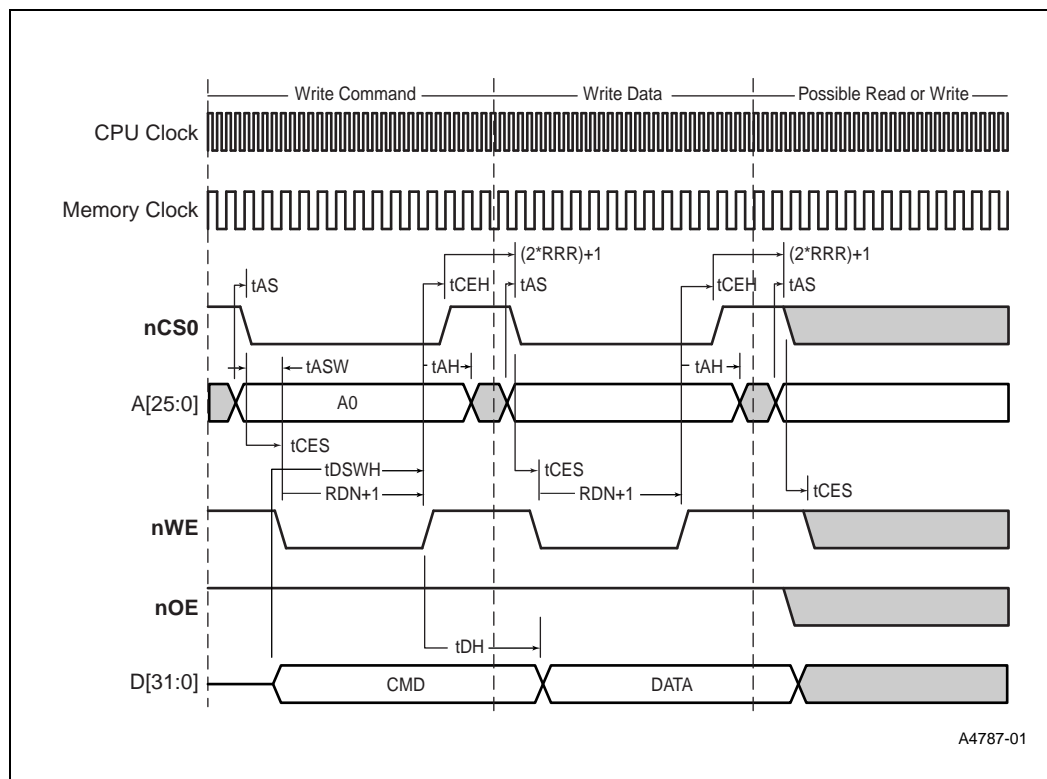 Write Command Write Data Possible Read or Write
CPU Clock
Memory Clock
(2*RRR)+1 (2*RRR)+1
tAS tCEH tAS tCEH tAS
nCS0
tASW tAH tAH
A[25:0] A0
tCES
tDSWH tCES
RDN+1 RDN+1 tCES
nWE
nOE
tDH
D[31:0] CMD DATA
A4787-01